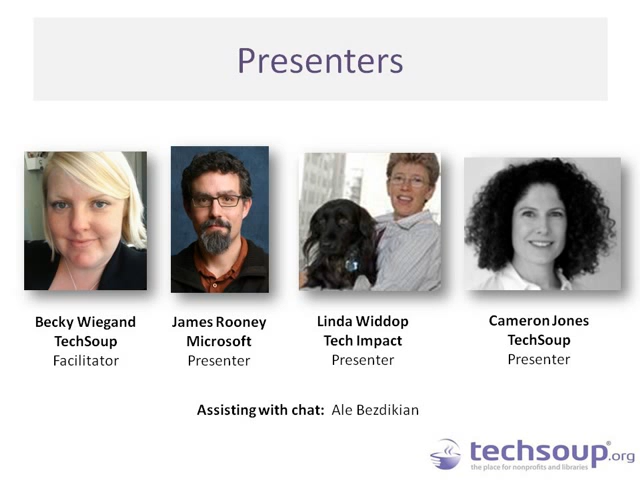 Presenters
Becky Wiegand
TechSoup
Facilitator
James Rooney
Microsoft
Presenter
Linda Widdop
Tech Impact
Presenter
Cameron Jones
TechSoup
Presenter
Assisting with chat: Ale Bezdikian
techsoup®.org
the place for nonprofits and libraries